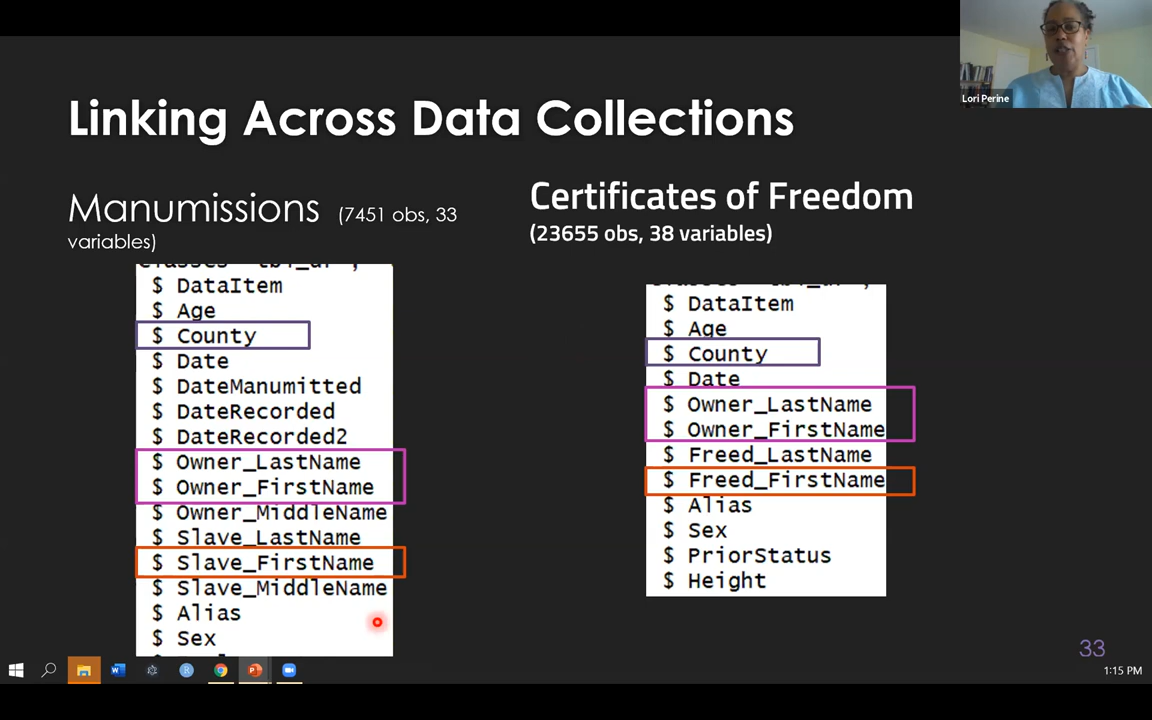 Lori Perine
Linking Across Data Collections
Manumissions (7451 obs, 33
variables)
$ DataItem
$ Age
$ County
$ Date
$ DateManumitted
$ DateRecorded
$ DateRecorded2
$ Owner_LastName
$ Owner_FirstName
$ Owner_MiddleName
$ Slave_LastName
$ Slave_FirstName
$ Slave_MiddleName
$ Alias
$ Sex
Certificates of Freedom
(23655 obs, 38 variables)
$ DataItem
$ Age
$ County
$ Date
$ Owner_LastName
$ Owner_FirstName
$ Freed_LastName
$ Freed_FirstName
$ Alias
$ Sex
$ PriorStatus
$ Height
33
1:15 PM